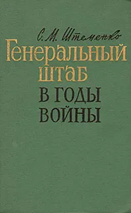 С. М. Штеменко
Генеральный
штаб
в годы
войны